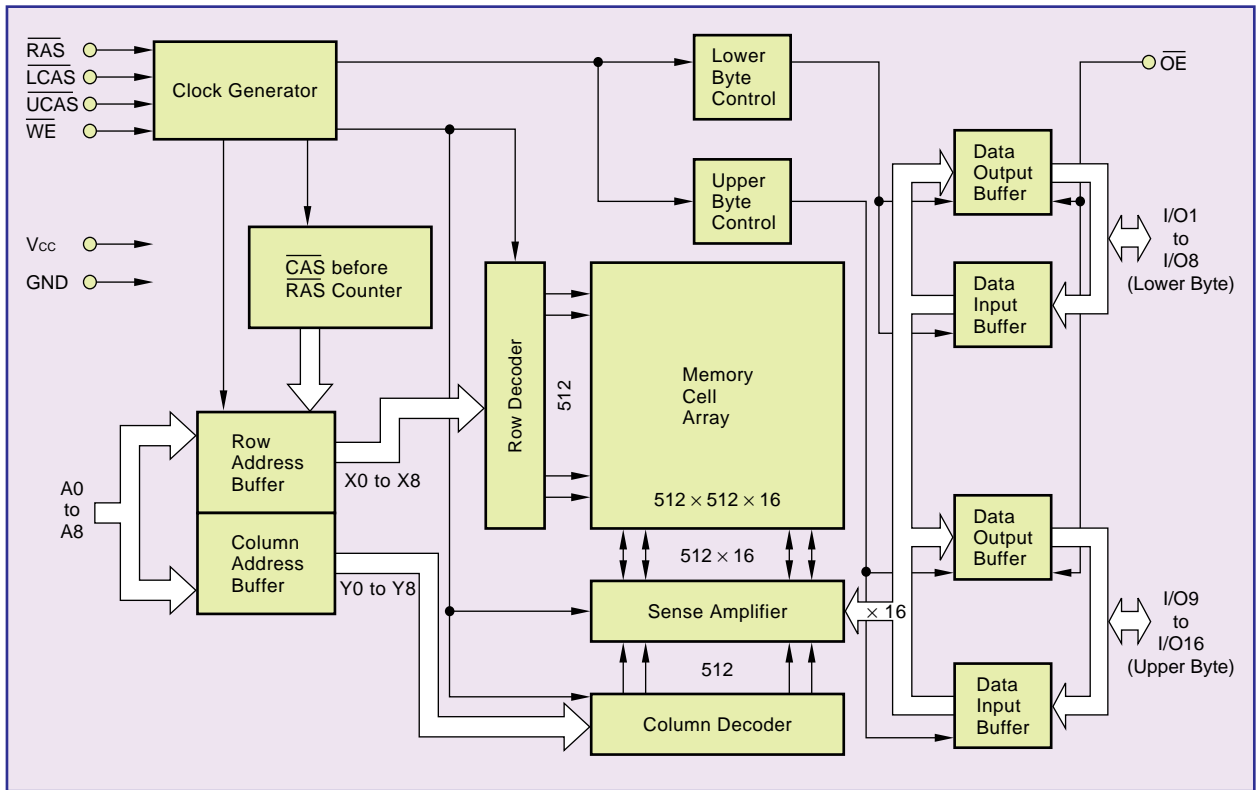 RAS
LCAS
UCAS
WE
Clock Generator
Lower
Byte
Control
Upper
Byte
Control
OE
Data
Output
Buffer
I/O1
to
I/O8
(Lower Byte)
Data
Input
Buffer
Vcc
GND
CAS before
RAS Counter
Row Decoder
512
Memory
Cell
Array
512 × 512 × 16
A0
to
A8
Row
Address
Buffer
X0 to X8
Column
Address
Buffer
Y0 to Y8
512 × 16
Sense Amplifier
× 16
512
Column Decoder
Data
Output
Buffer
I/O9
to
I/O16
(Upper Byte)
Data
Input
Buffer